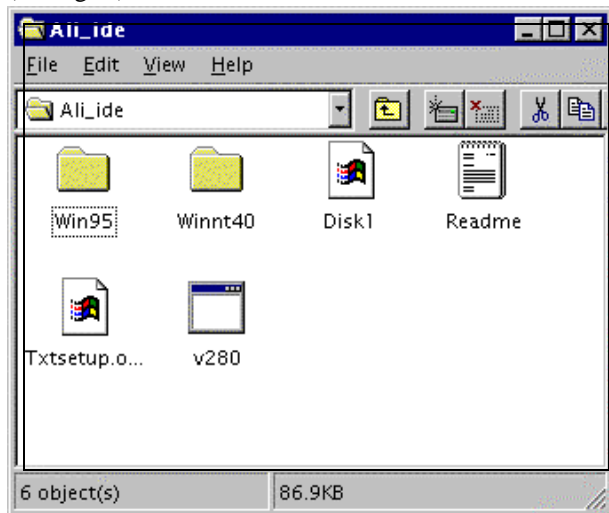 Ali_ide
File Edit View Help
Ali_ide
Win95 Winnt40 Disk1 Readme
Txtsetup.o... v280
6 object(s) 86.9KB